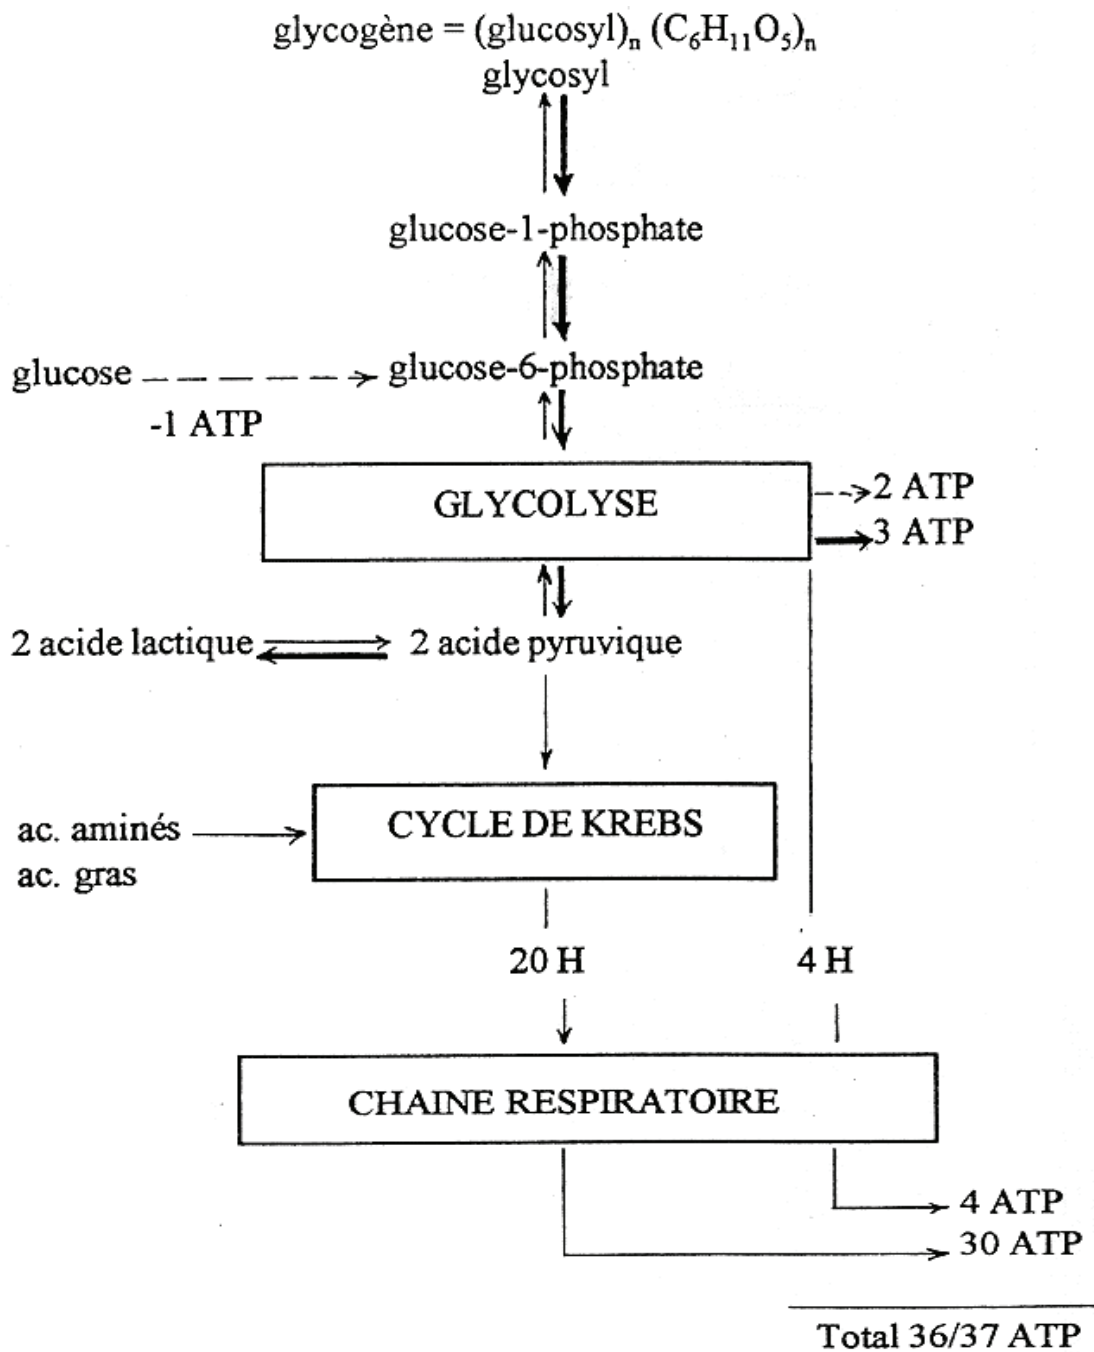 glycogène = (glucosyl)n (C6H11O5)n
glycosyl
glucose-1-phosphate
glucose
glucose-6-phosphate
-1 ATP
GLYCOLYSE
2 ATP
3 ATP
2 acide lactique
2 acide pyruvique
CYCLE DE KREBS
ac. aminés
ac. gras
20 H
4 H
CHAINE RESPIRATOIRE
4 ATP
30 ATP
Total 36/37 ATP